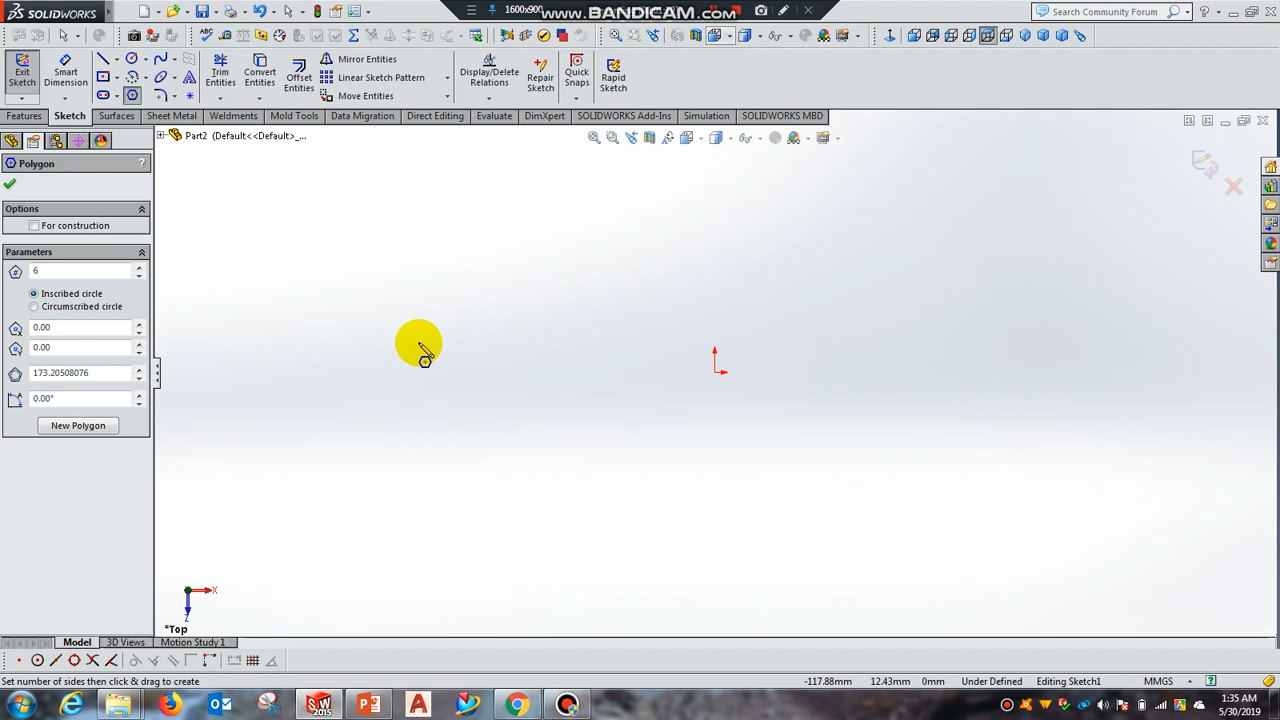 SOLIDWORKS
1600x900
www.BANDICAM.com
Search Community Forum
Exit Sketch
Smart Dimension
Trim Entities
Convert Entities
Offset Entities
Mirror Entities
Linear Sketch Pattern
Move Entities
Display/Delete Relations
Repair Sketch
Quick Snaps
Rapid Sketch
Features Sketch Surfaces Sheet Metal Weldments Mold Tools Data Migration Direct Editing Evaluate DimXpert SOLIDWORKS Add-Ins Simulation SOLIDWORKS MBD
Part2 (Default<<Default>_...
Polygon ?
Options
For construction
Parameters
6
Inscribed circle
Circumscribed circle
0.00
0.00
173.20508076
0.00°
New Polygon
X
Z
*Top
Model 3D Views Motion Study 1
Set number of sides then click & drag to create -117.88mm 12.43mm 0mm Under Defined Editing Sketch1 MMGS
SW 2015
1:35 AM
5/30/2019